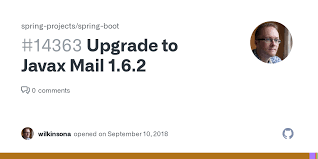 spring-projects/spring-boot
#14363 Upgrade to
Javax Mail 1.6.2
0 comments
wilkinsona opened on September 10, 2018